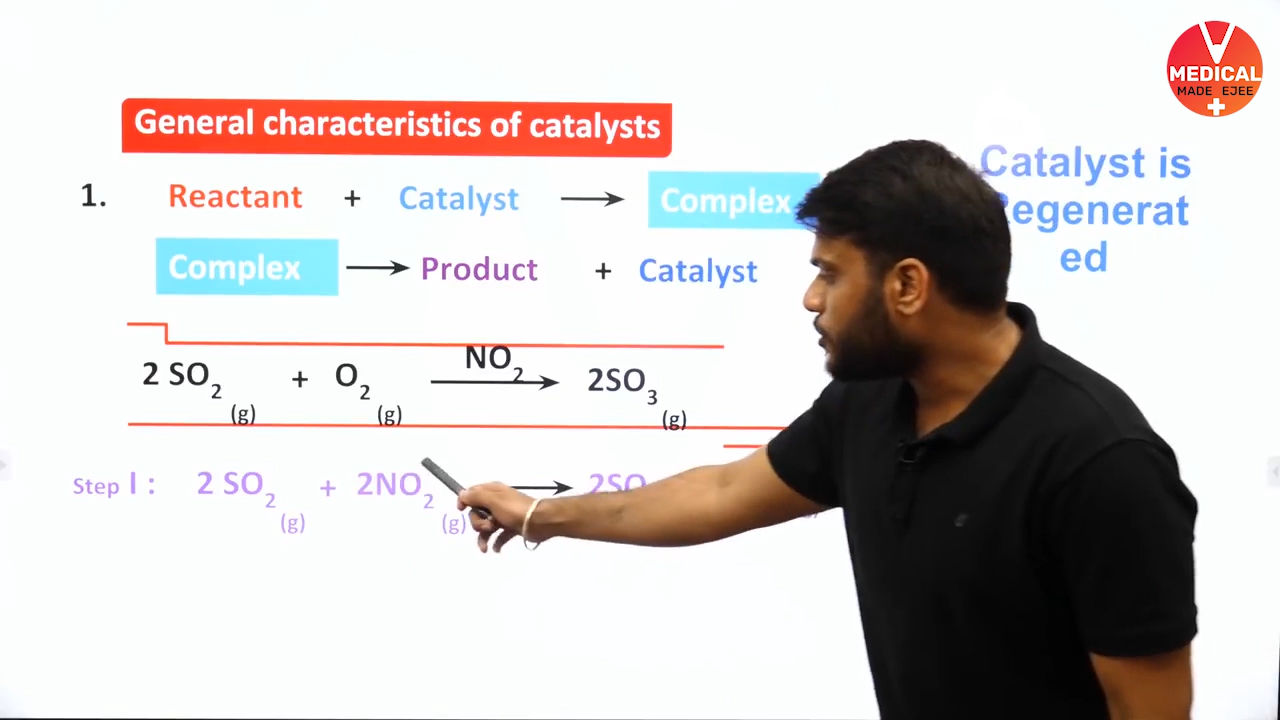 MEDICAL
MADE EJEE
General characteristics of catalysts
Catalyst is
egenerat
ed
1. Reactant + Catalyst → Complex
Complex → Product + Catalyst
2 SO2 (g) + O2 (g) NO2 → 2SO3 (g)
Step I : 2 SO2 (g) + 2NO2 (g) → 2SO